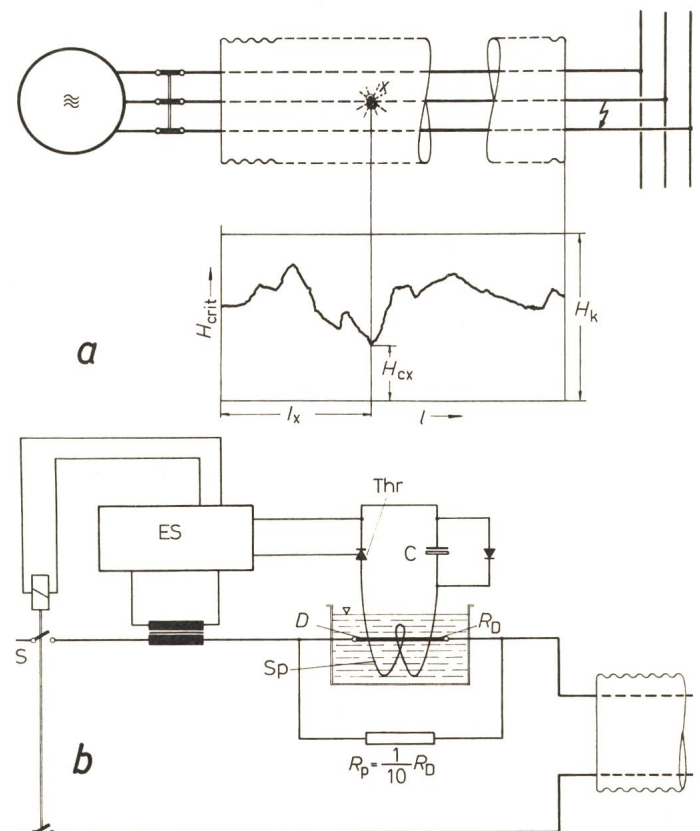 ≋
x
H_crit
H_k
H_cx
a
l_x
l
ES
Thr
C
D
R_D
S
Sp
R_p = 1/10 R_D
b